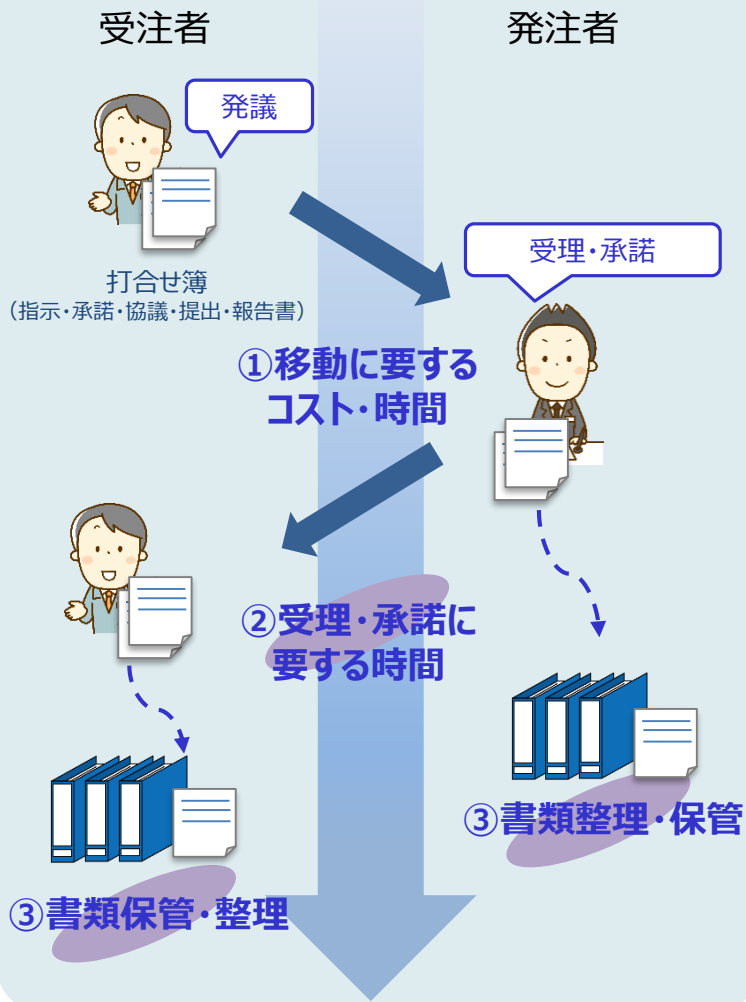 受注者
発注者
発議
受理・承諾
打合せ簿
（指示・承諾・協議・提出・報告書）
①移動に要する
コスト・時間
②受理・承諾に
要する時間
③書類整理・保管
③書類保管・整理